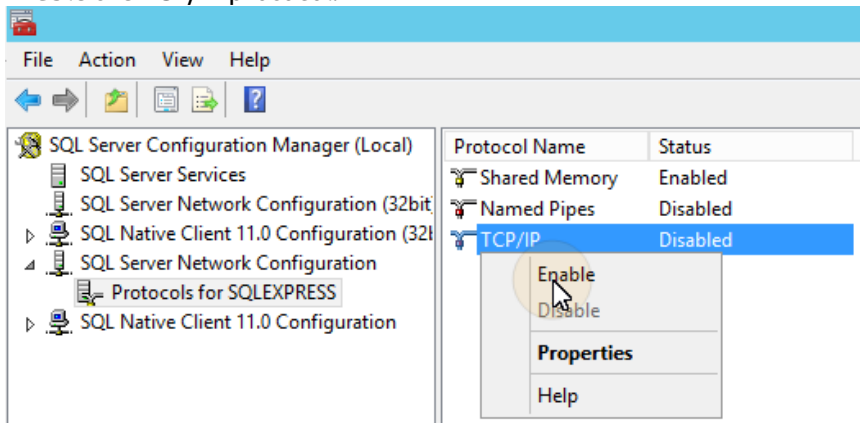 File Action View Help
SQL Server Configuration Manager (Local)
SQL Server Services
SQL Server Network Configuration (32bit
SQL Native Client 11.0 Configuration (32
SQL Server Network Configuration
Protocols for SQLEXPRESS
SQL Native Client 11.0 Configuration
Protocol Name Status
Shared Memory Enabled
Named Pipes Disabled
TCP/IP Disabled
Enable
Disable
Properties
Help